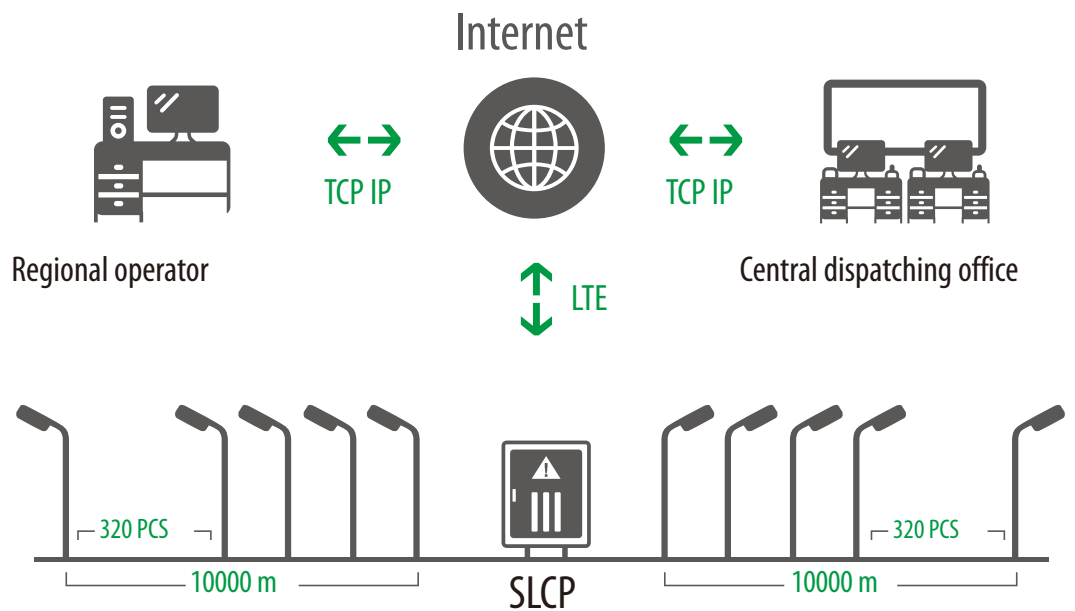 Internet
TCP IP
TCP IP
Regional operator
Central dispatching office
LTE
320 PCS
320 PCS
10000 m
10000 m
SLCP